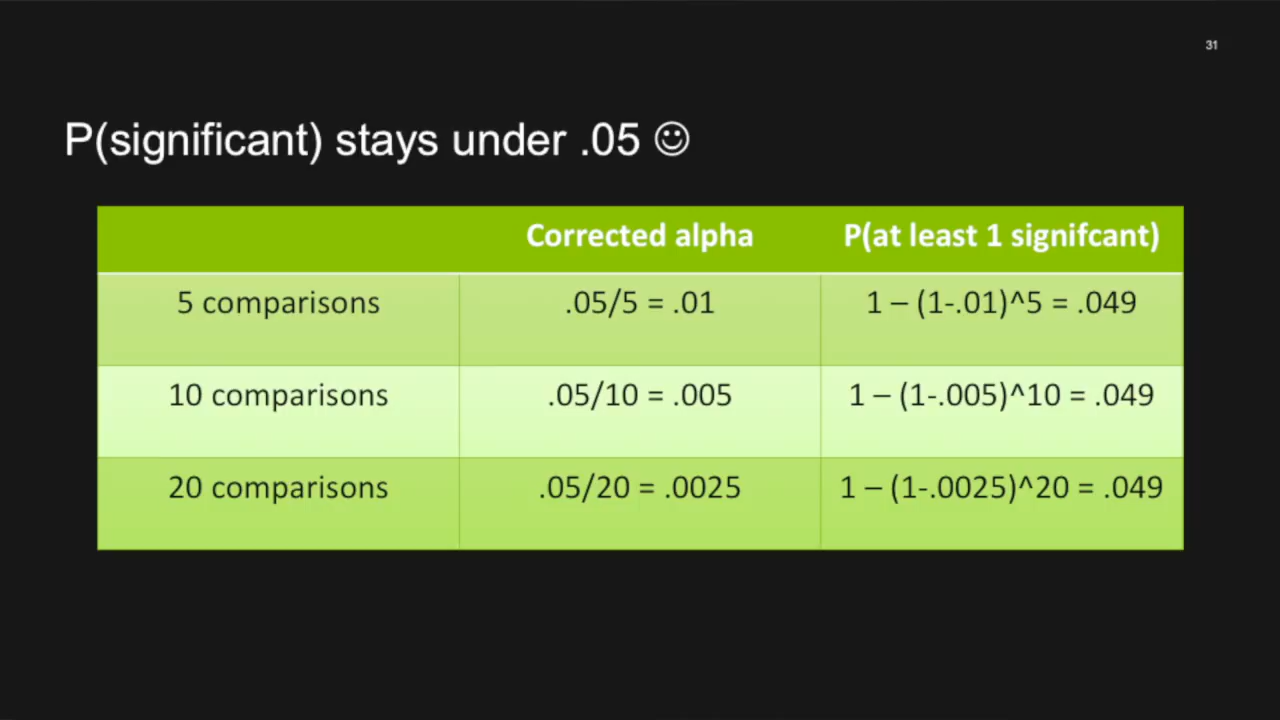 31
P(significant) stays under .05 ☺
Corrected alpha P(at least 1 signifcant)
5 comparisons .05/5 = .01 1 – (1-.01)^5 = .049
10 comparisons .05/10 = .005 1 – (1-.005)^10 = .049
20 comparisons .05/20 = .0025 1 – (1-.0025)^20 = .049